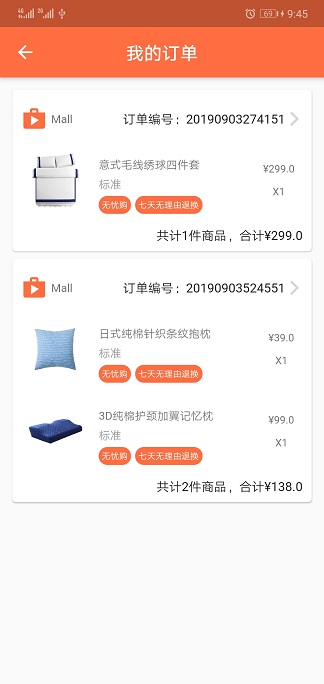 4G 2G 69 9:45
我的订单
Mall 订单编号：20190903274151
意式毛线绣球四件套 ¥299.0
标准 X1
无忧购 七天无理由退换
共计1件商品，合计¥299.0
Mall 订单编号：20190903524551
日式纯棉针织条纹抱枕 ¥39.0
标准 X1
无忧购 七天无理由退换
3D纯棉护颈加翼记忆枕 ¥99.0
标准 X1
无忧购 七天无理由退换
共计2件商品，合计¥138.0